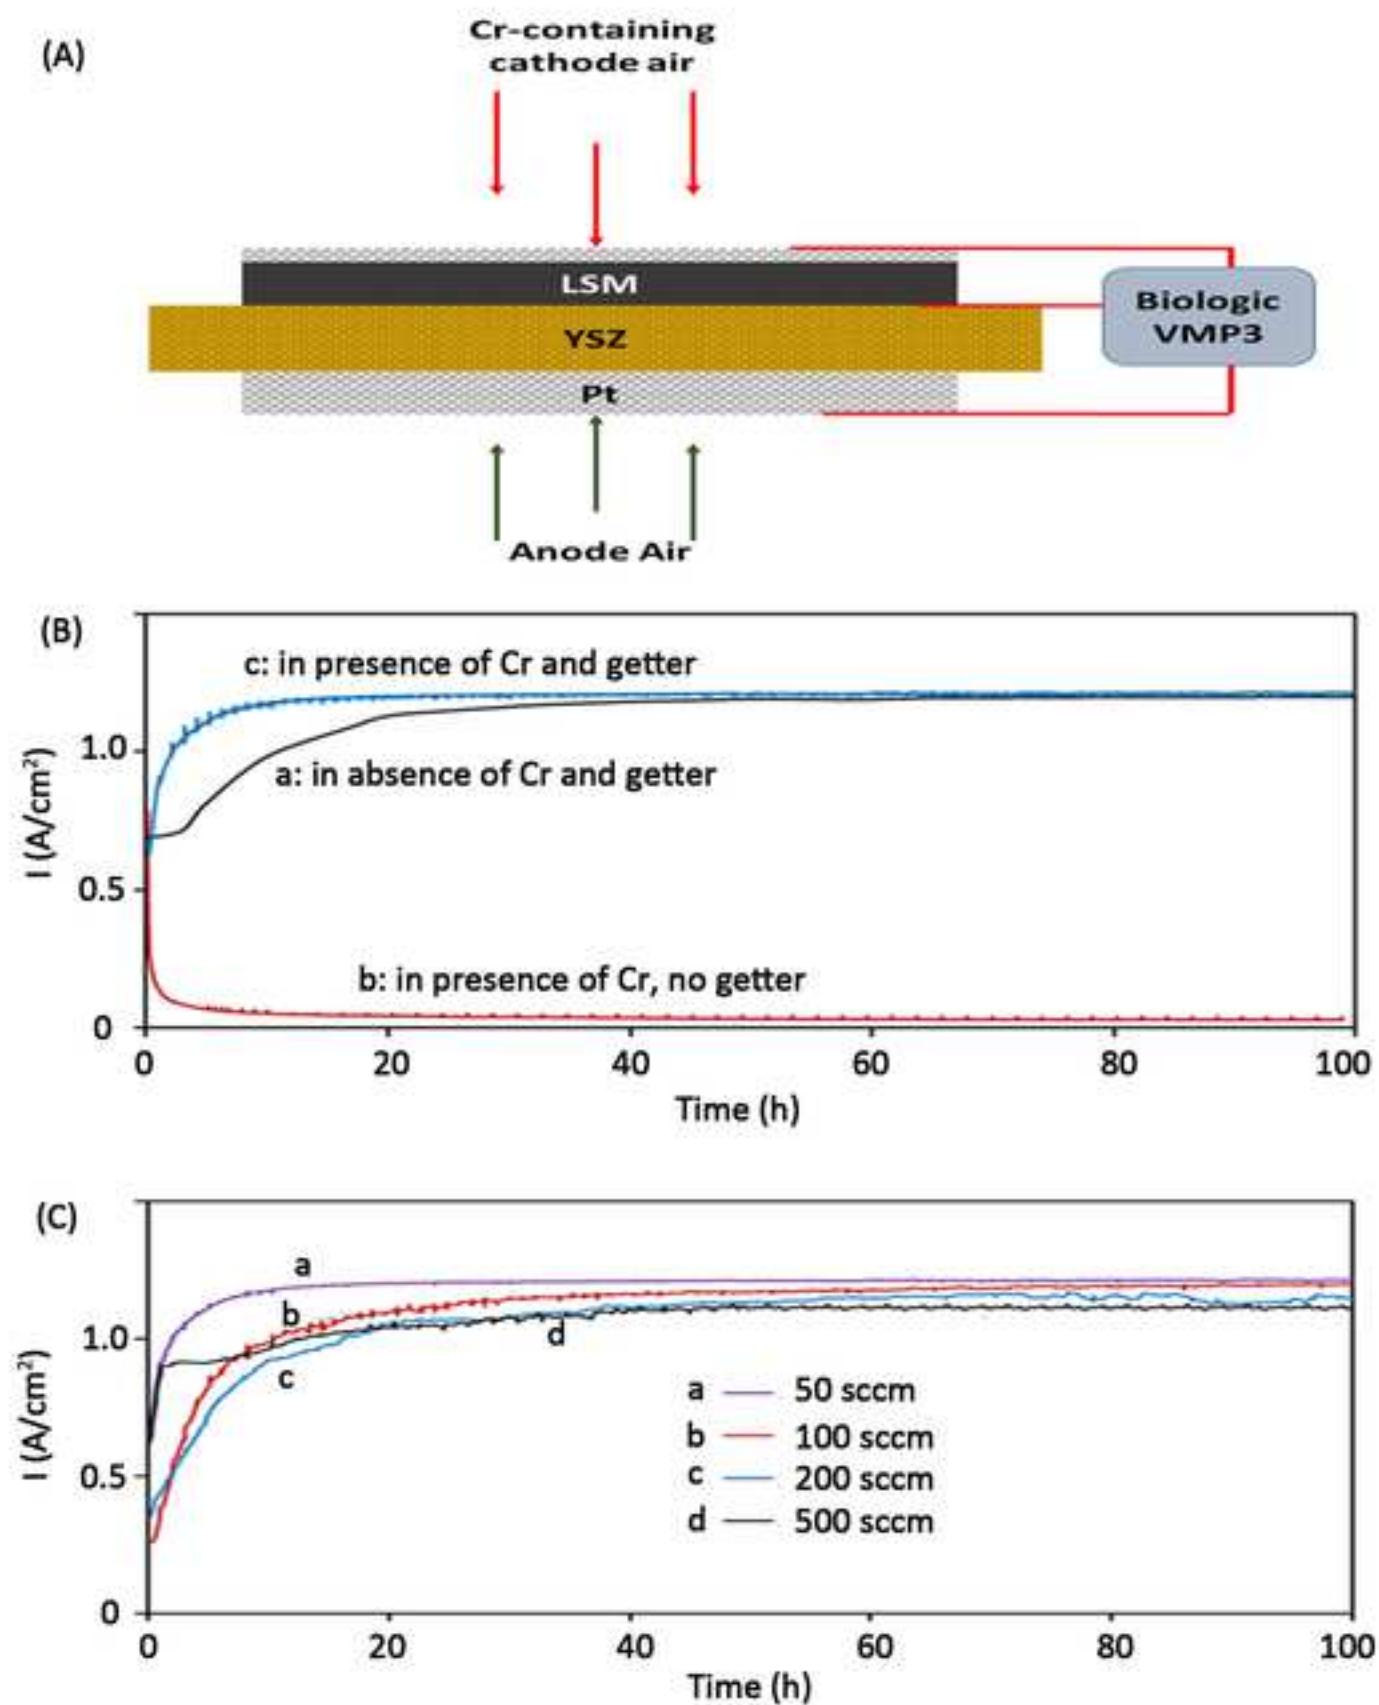 (A)
Cr-containing
cathode air
LSM
YSZ
Pt
Biologic
VMP3
Anode Air
(B)
c: in presence of Cr and getter
a: in absence of Cr and getter
b: in presence of Cr, no getter
I (A/cm²)
1.0
0.5
0
0 20 40 60 80 100
Time (h)
(C)
a
b
c
d
a 50 sccm
b 100 sccm
c 200 sccm
d 500 sccm
I (A/cm²)
1.0
0.5
0
0 20 40 60 80 100
Time (h)